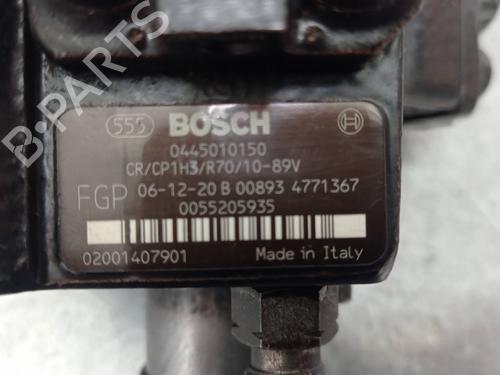 555 BOSCH
0445010150
CR/CP1H3/R70/10-89V
FGP 06-12-20 B 00893 4771367
0055205935
02001407901 Made in Italy
B-PARTS